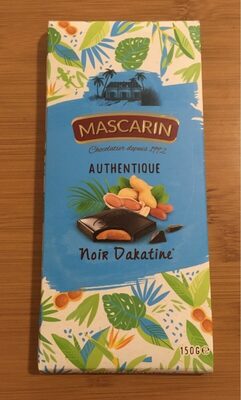 MASCARIN
Chocolatier depuis 1992
AUTHENTIQUE
Noir Dakatine*
150G℮